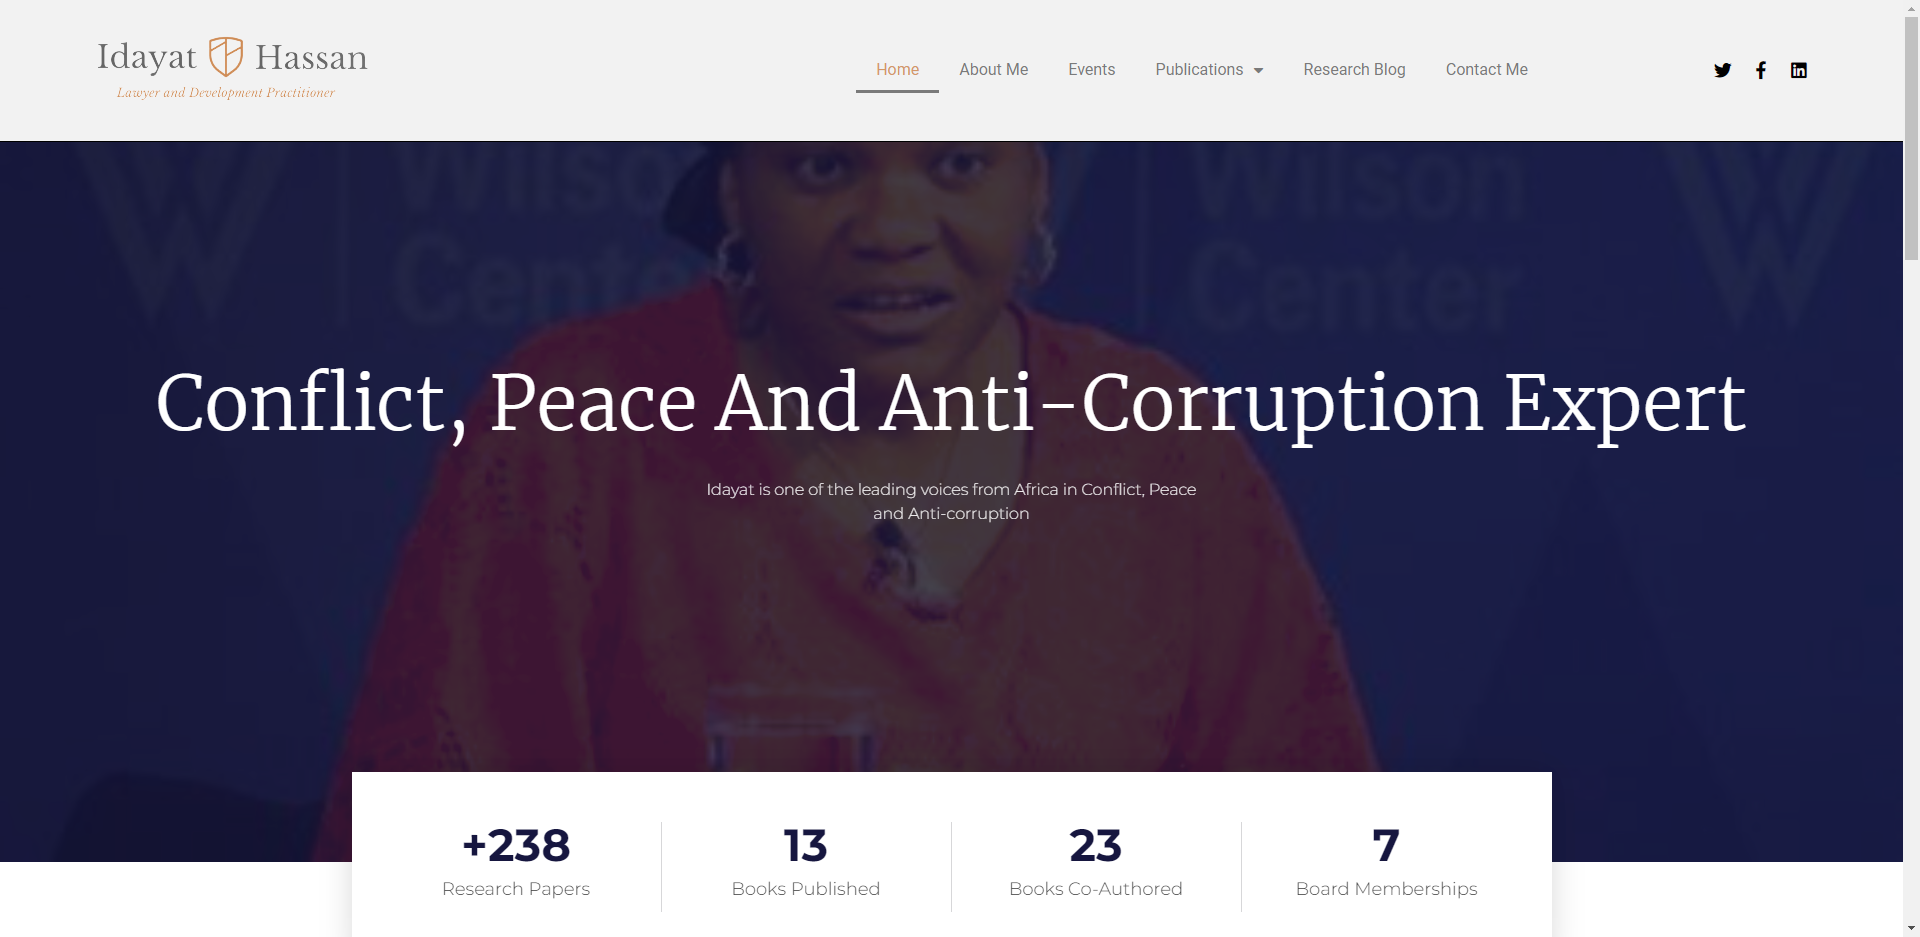 Idayat Hassan
Lawyer and Development Practitioner
Home About Me Events Publications Research Blog Contact Me
Wilson Center Wilson Center
Conflict, Peace And Anti-Corruption Expert
Idayat is one of the leading voices from Africa in Conflict, Peace
and Anti-corruption
+238 13 23 7
Research Papers Books Published Books Co-Authored Board Memberships